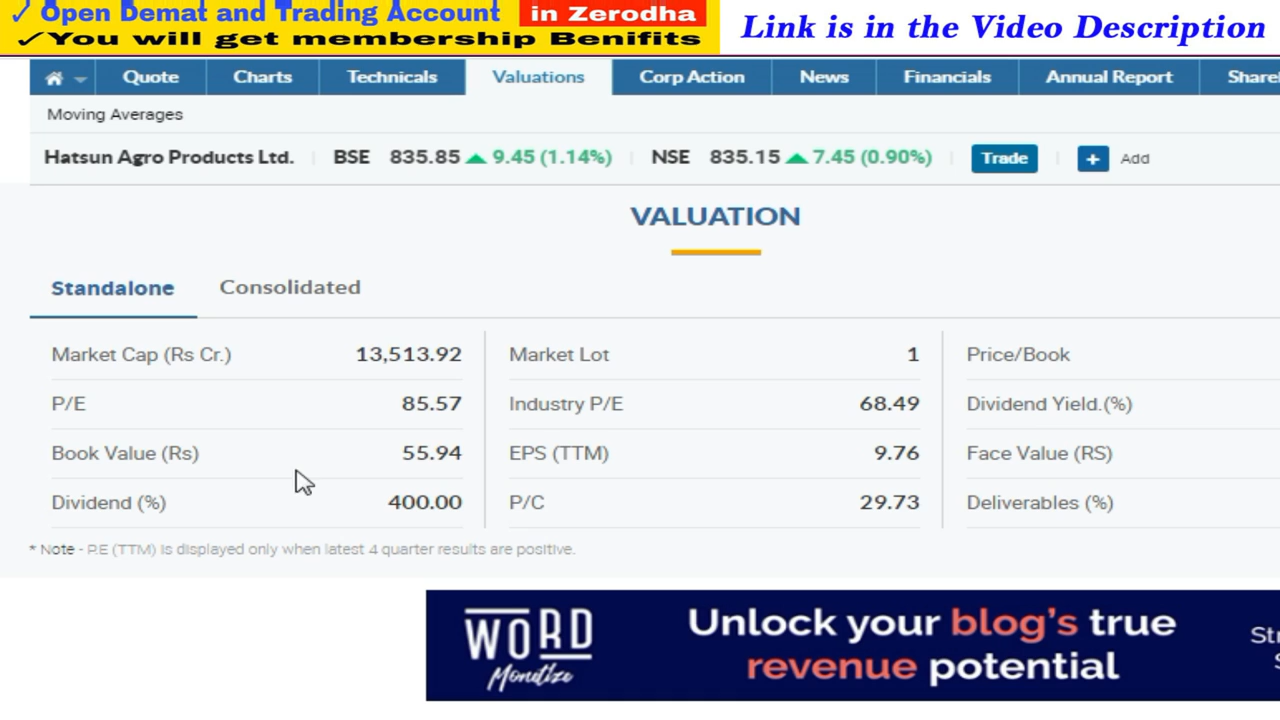 ✓ Open Demat and Trading Account in Zerodha
✓You will get membership Benifits
Link is in the Video Description
Quote Charts Technicals Valuations Corp Action News Financials Annual Report
Moving Averages
Hatsun Agro Products Ltd. BSE 835.85 9.45 (1.14%) NSE 835.15 7.45 (0.90%) Trade + Add
VALUATION
Standalone Consolidated
Market Cap (Rs Cr.) 13,513.92 Market Lot 1 Price/Book
P/E 85.57 Industry P/E 68.49 Dividend Yield.(%)
Book Value (Rs) 55.94 EPS (TTM) 9.76 Face Value (RS)
Dividend (%) 400.00 P/C 29.73 Deliverables (%)
* Note - P.E (TTM) is displayed only when latest 4 quarter results are positive.
WORD
Monetize
Unlock your blog's true
revenue potential